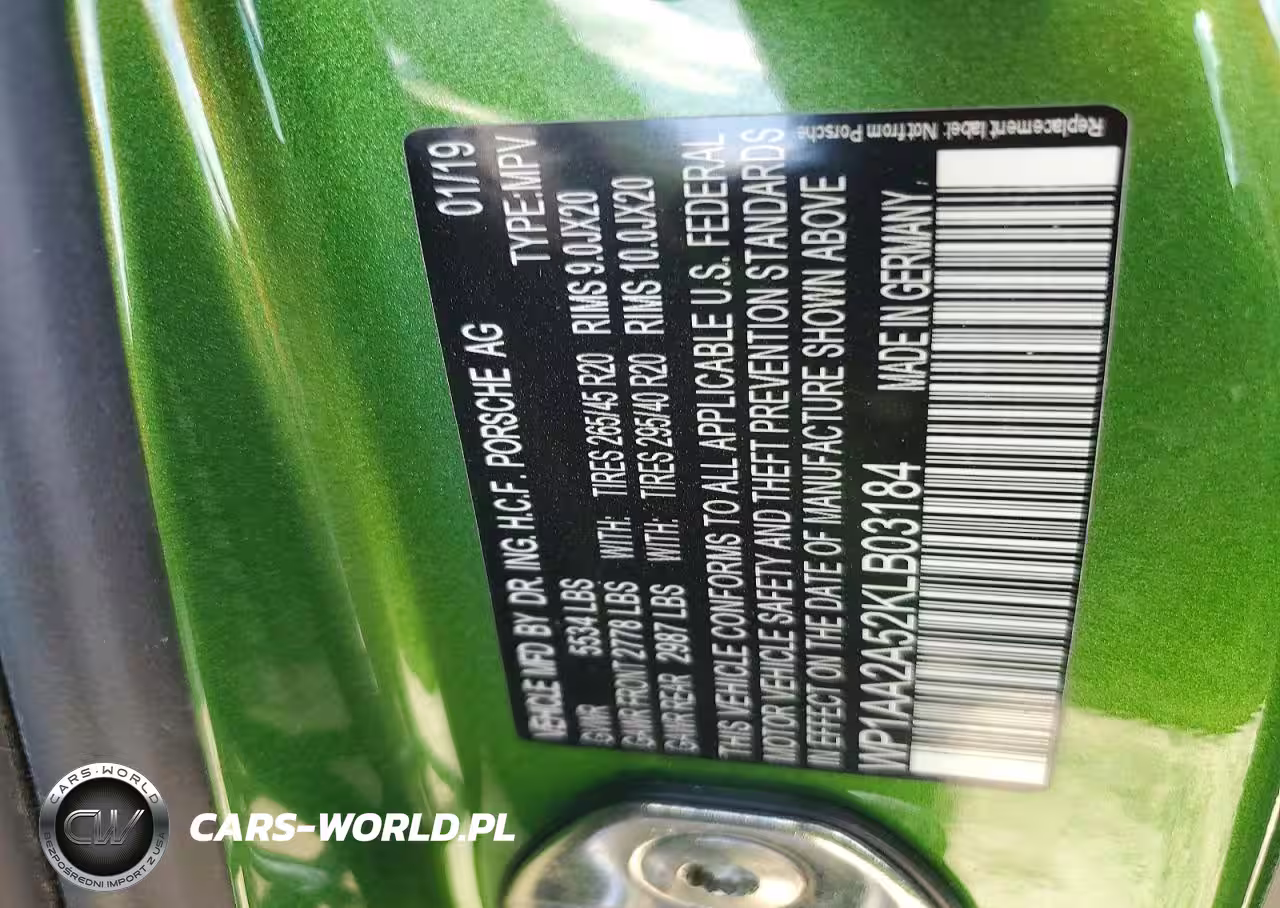 VEHICLE MFD BY DR. ING. H.C.F. PORSCHE AG 01/19
GVWR 5534 LBS TYPE:MPV
GAWR FRONT 2778 LBS WITH: TIRES 265/45 R20 RIMS 9.0JX20
GAWR REAR 2987 LBS WITH: TIRES 295/40 R20 RIMS 10.0JX20
THIS VEHICLE CONFORMS TO ALL APPLICABLE U.S. FEDERAL
MOTOR VEHICLE SAFETY AND THEFT PREVENTION STANDARDS
IN EFFECT ON THE DATE OF MANUFACTURE SHOWN ABOVE
WP1AA2A52KLB03184 MADE IN GERMANY
Replacement label: Not from Porsche
CARS-WORLD
CW
BEZPOŚREDNI IMPORT Z USA
CARS-WORLD.PL